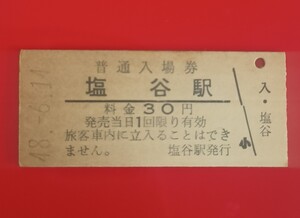 普通入場券
塩谷駅
料金30円
発売当日1回限り有効
旅客車内に立入ることはでき
ません。 塩谷駅発行
入・塩谷
小